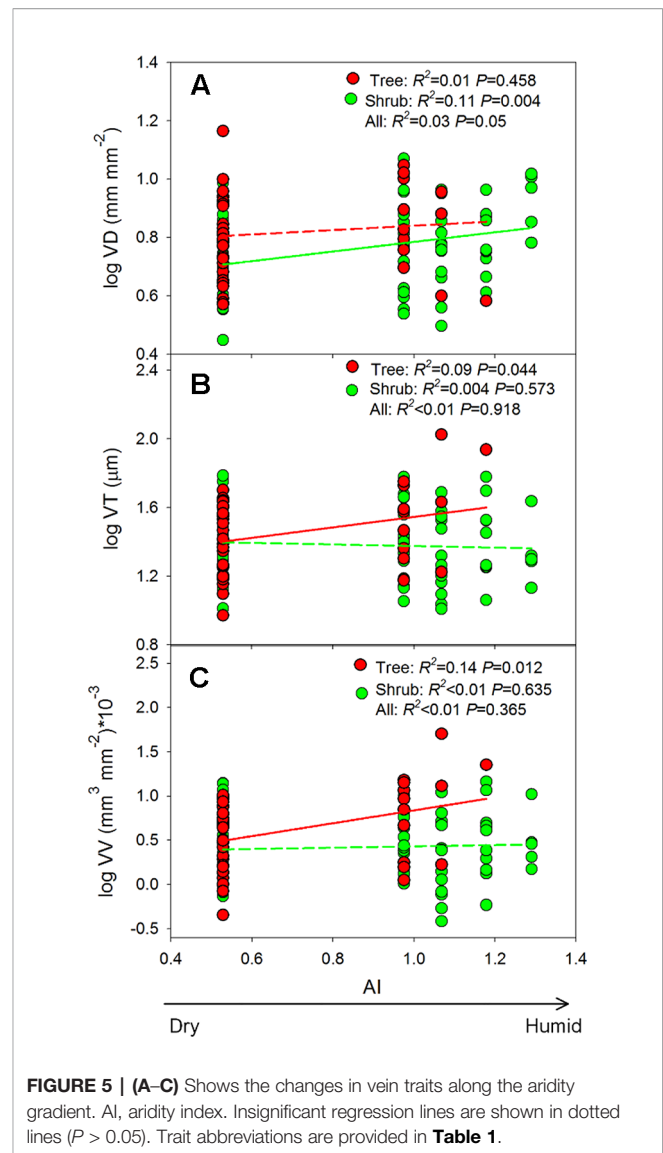 A
Tree: R²=0.01 P=0.458
Shrub: R²=0.11 P=0.004
All: R²=0.03 P=0.05
log VD (mm mm⁻²)
1.4
1.2
1.0
0.8
0.6
0.4
B
Tree: R²=0.09 P=0.044
Shrub: R²=0.004 P=0.573
All: R²<0.01 P=0.918
log VT (μm)
2.4
2.0
1.6
1.2
0.8
C
Tree: R²=0.14 P=0.012
Shrub: R²<0.01 P=0.635
All: R²<0.01 P=0.365
log VV (mm³ mm⁻²)*10⁻³
2.5
2.0
1.5
1.0
0.5
0.0
-0.5
0.4 0.6 0.8 1.0 1.2 1.4
AI
Dry Humid
FIGURE 5 | (A–C) Shows the changes in vein traits along the aridity
gradient. AI, aridity index. Insignificant regression lines are shown in dotted
lines (P > 0.05). Trait abbreviations are provided in Table 1.